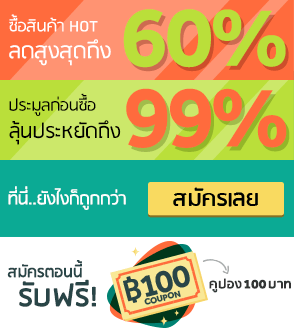 ซื้อสินค้า HOT
ลดสูงสุดถึง
60%
ประมูลก่อนซื้อ
ลุ้นประหยัดถึง
99%
ที่นี่..ยังไงก็ถูกกว่า
สมัครเลย
สมัครตอนนี้
รับฟรี!
฿100
COUPON
คูปอง 100 บาท